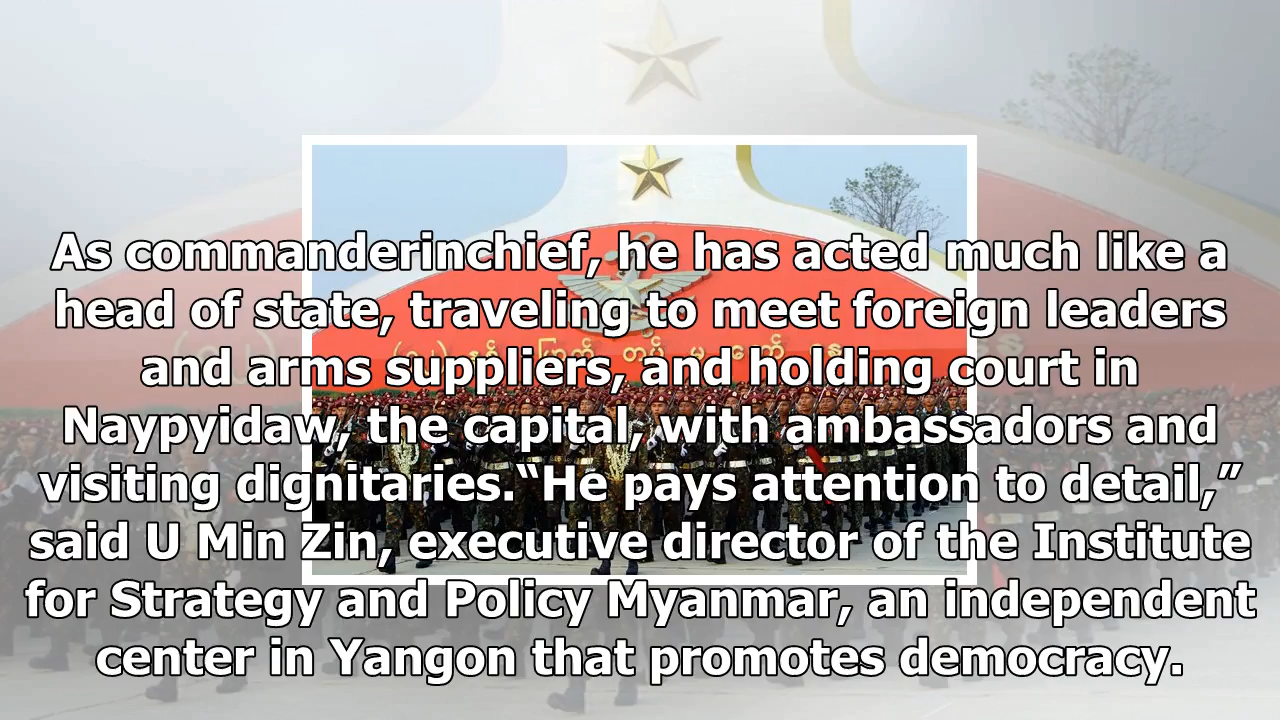 As commanderinchief, he has acted much like a
head of state, traveling to meet foreign leaders
and arms suppliers, and holding court in
Naypyidaw, the capital, with ambassadors and
visiting dignitaries.“He pays attention to detail,”
said U Min Zin, executive director of the Institute
for Strategy and Policy Myanmar, an independent
center in Yangon that promotes democracy.